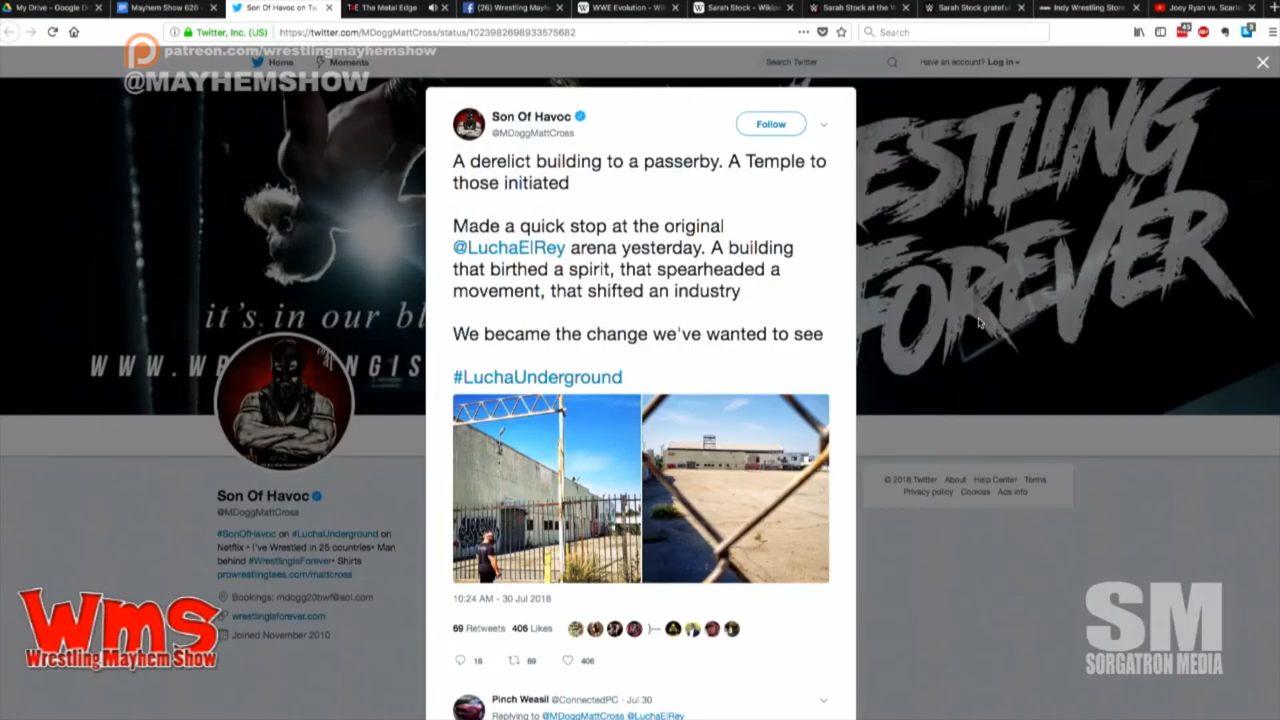 My Drive - Google D
Mayhem Show 628 -
Son Of Havoc on Tw
The Metal Edge
(26) Wrestling Mayh
WWE Evolution - Wi
Sarah Stock - Wikip
Sarah Stock at the W
Sarah Stock grateful
Indy Wrestling Store
Joey Ryan vs. Scarle
Twitter, Inc. (US)
https://twitter.com/MDoggMattCross/status/1023982698933575682
Search
patreon.com/wrestlingmayhemshow
@MAYHEMSHOW
Home
Moments
Search Twitter
Have an account? Log in
it's in our bl
WWW.W
NGIS
ESTLING
FOREVER
Son Of Havoc
@MDoggMattCross
Follow
A derelict building to a passerby. A Temple to
those initiated
Made a quick stop at the original
@LuchaElRey arena yesterday. A building
that birthed a spirit, that spearheaded a
movement, that shifted an industry
We became the change we've wanted to see
#LuchaUnderground
10:24 AM - 30 Jul 2018
69 Retweets 406 Likes
16
69
406
Pinch Weasil @ConnectedPC · Jul 30
Replying to @MDoggMattCross @LuchaElRey
Son Of Havoc
@MDoggMattCross
#SonOfHavoc on #LuchaUnderground on
Netflix • I've Wrestled in 25 countries• Man
behind #WrestlingisForever• Shirts
prowrestlingtees.com/mattcross
Bookings: mdogg20bwf@aol.com
wrestlingisforever.com
Joined November 2010
© 2018 Twitter About Help Center Terms
Privacy policy Cookies Ads info
WMS
Wrestling Mayhem Show
SM
SORGATRON MEDIA